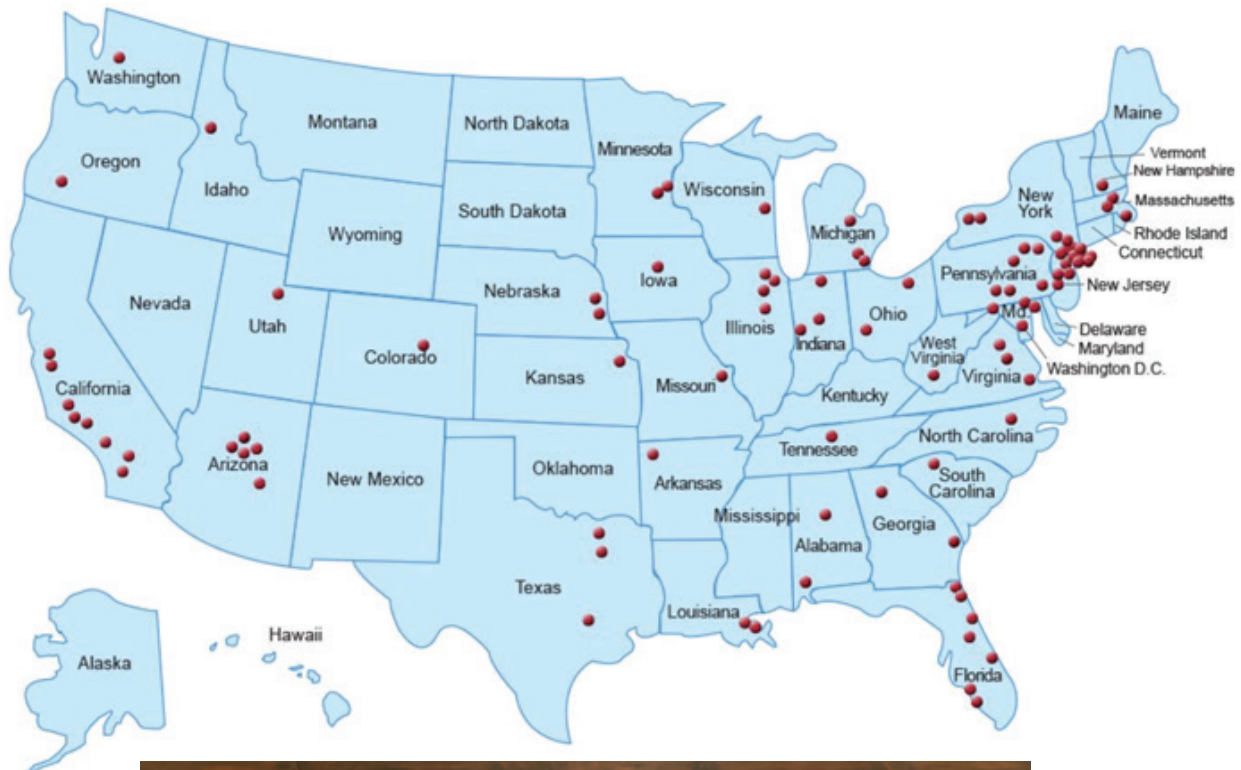 Washington
Montana
North Dakota
Minnesota
Maine
Vermont
New Hampshire
Oregon
Idaho
Wisconsin
New
York
Massachusetts
South Dakota
Wyoming
Michigan
Rhode Island
Connecticut
Pennsylvania
New Jersey
Nebraska
Iowa
Nevada
Utah
Illinois
Indiana
Ohio
Md.
Delaware
Maryland
Washington D.C.
West
Virginia
Virginia
Colorado
Kansas
Missouri
Kentucky
California
Arizona
New Mexico
Oklahoma
Arkansas
Tennessee
North Carolina
South
Carolina
Mississippi
Alabama
Georgia
Texas
Louisiana
Florida
Hawaii
Alaska